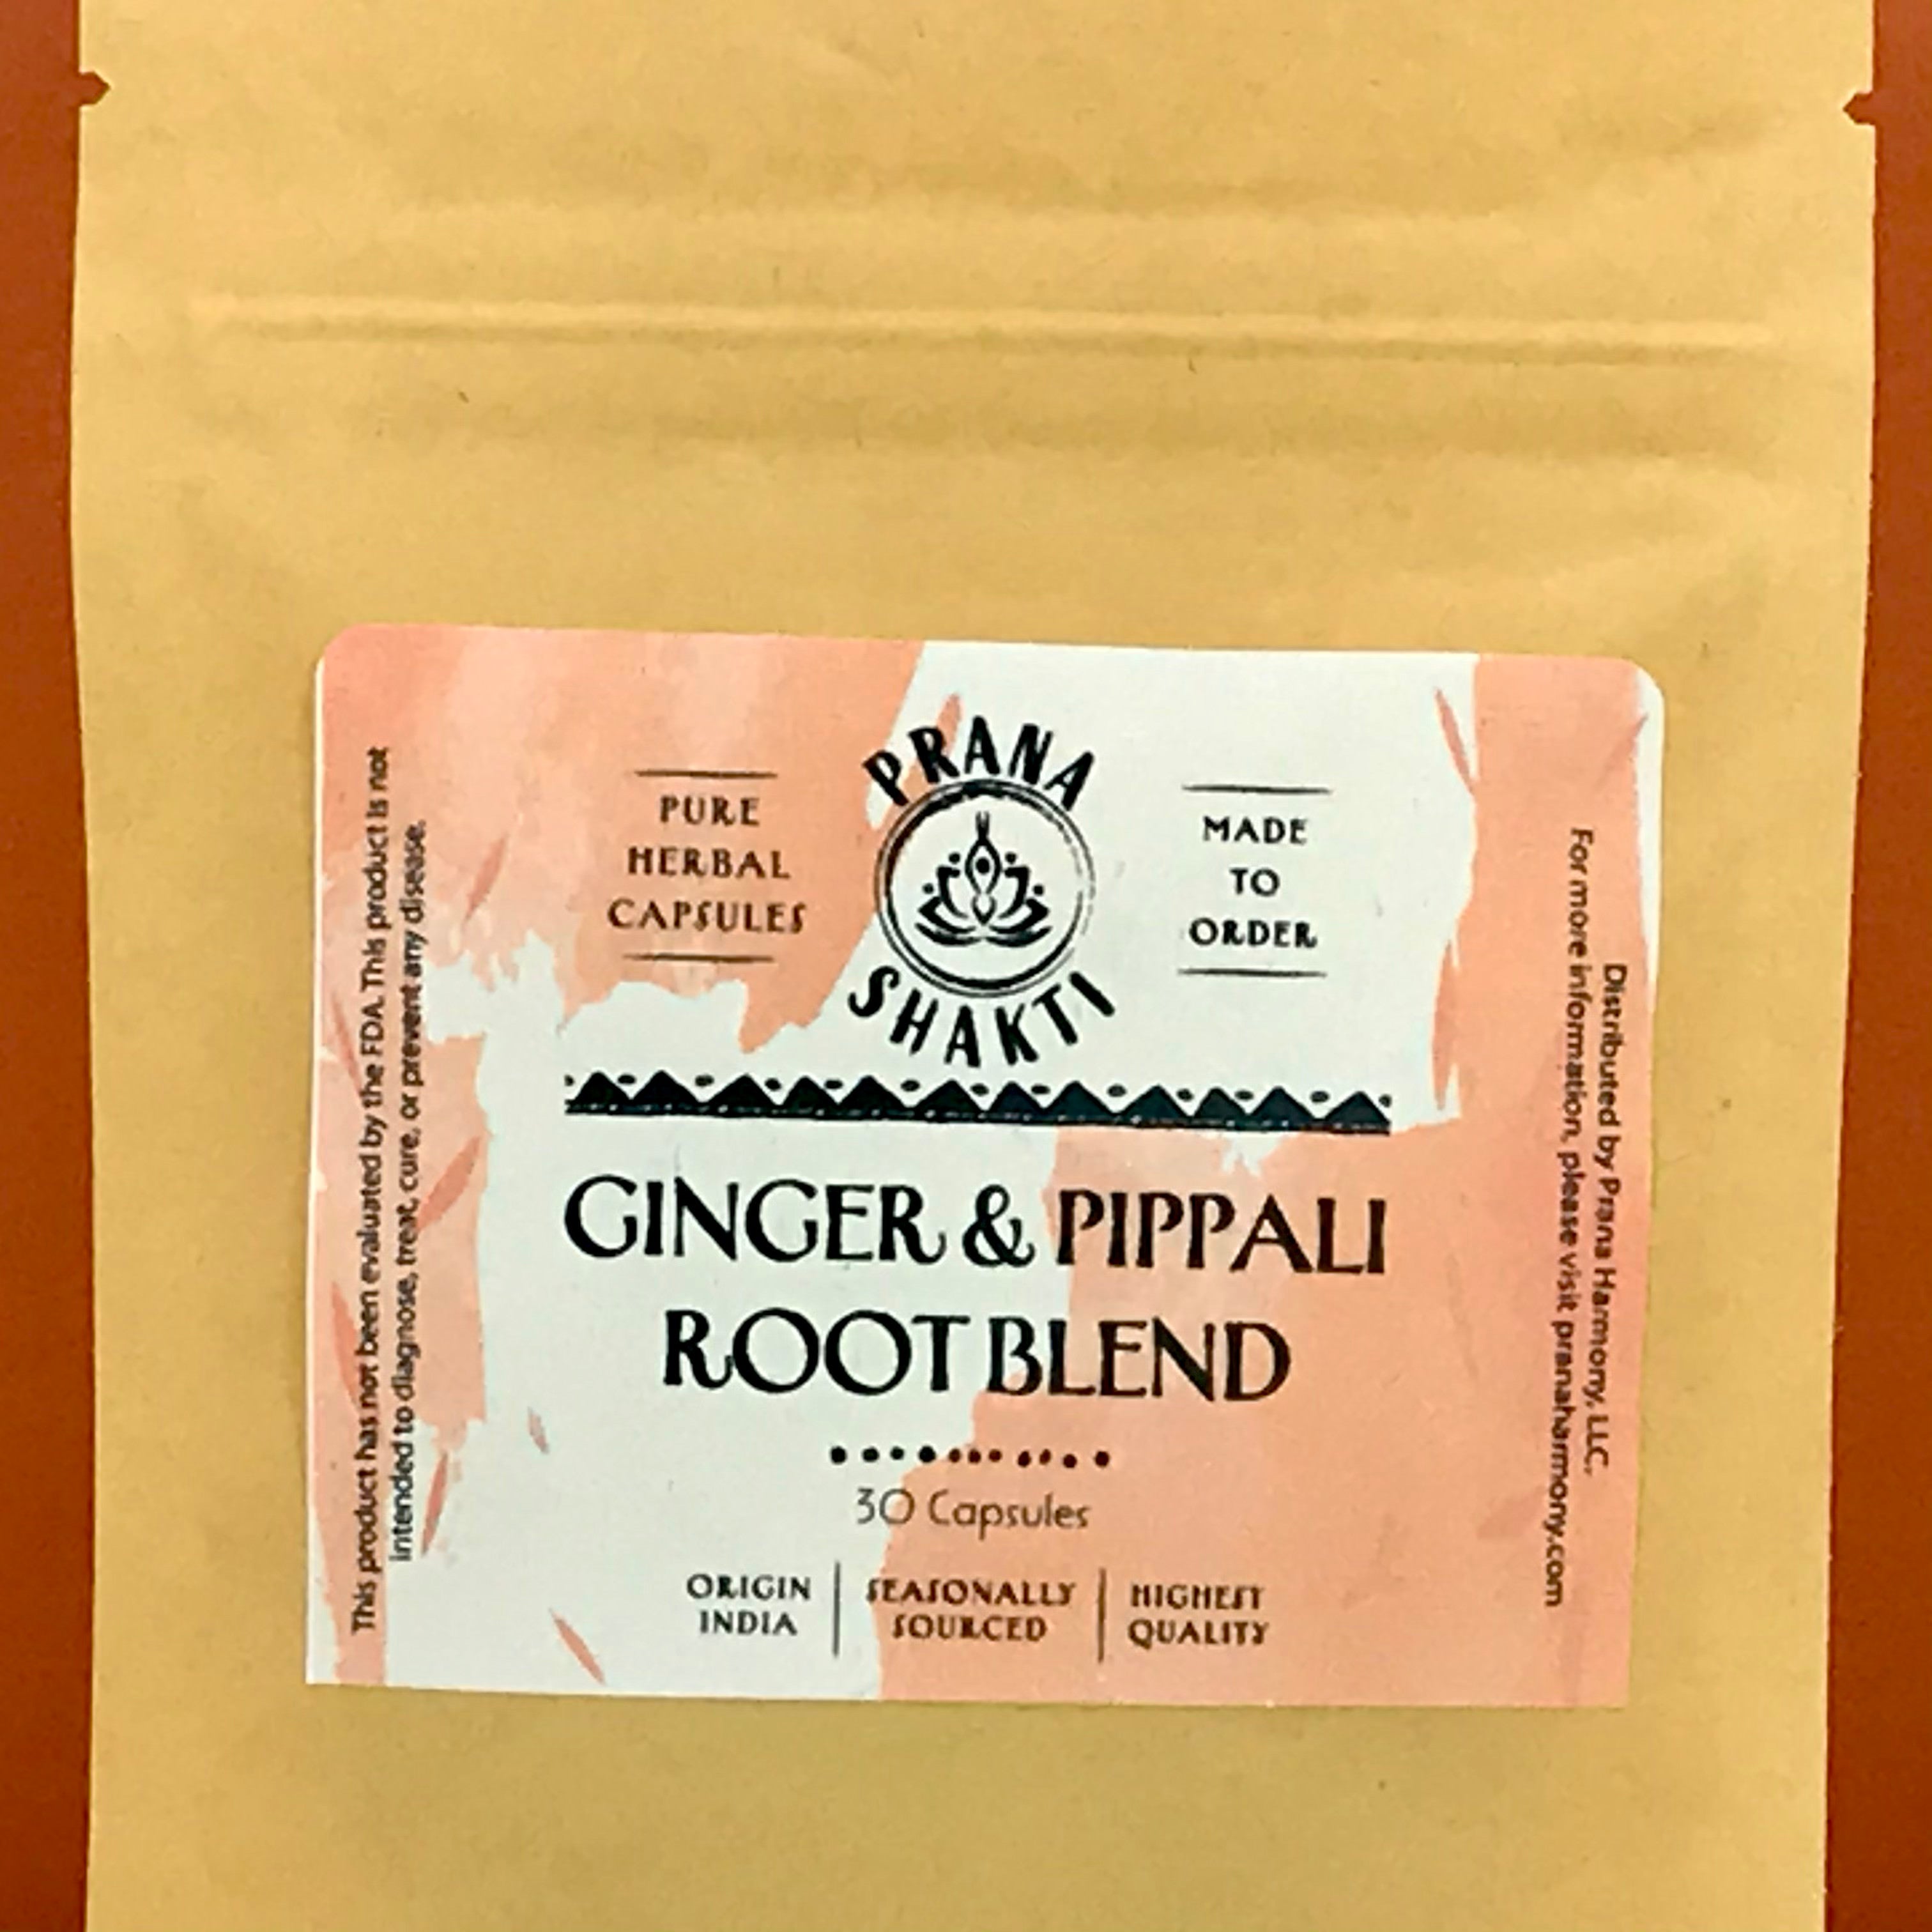 PURE
HERBAL
CAPSULES
PRANA
SHAKTI
MADE
TO
ORDER
GINGER & PIPPALI
ROOT BLEND
30 Capsules
ORIGIN
INDIA
SEASONALLY
SOURCED
HIGHEST
QUALITY
This product has not been evaluated by the FDA. This product is not
intended to diagnose, treat, cure, or prevent any disease.
Distributed by Prana Harmony, LLC.
For more information, please visit pranaharmony.com